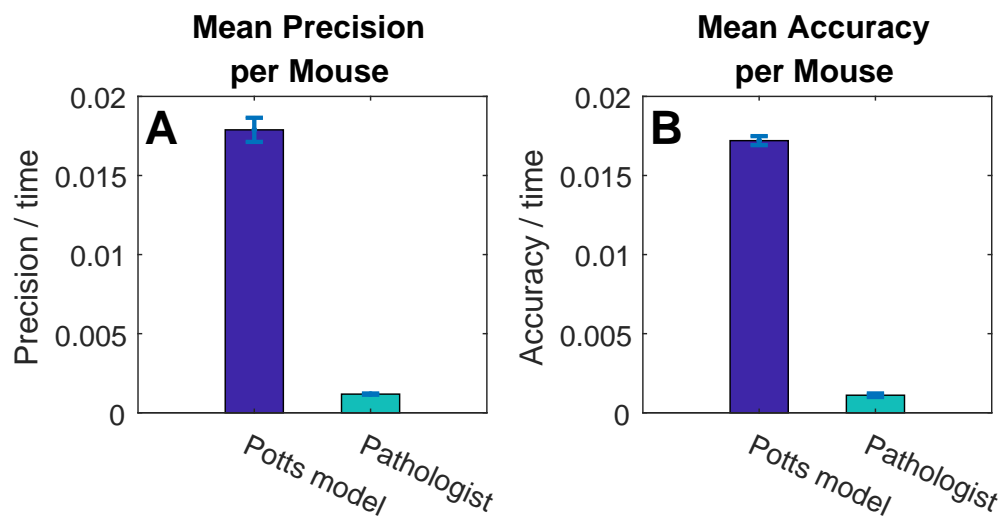 Mean Precision
per Mouse
A
0.02
0.015
0.01
0.005
0
Precision / time
Potts model
Pathologist
Mean Accuracy
per Mouse
B
0.02
0.015
0.01
0.005
0
Accuracy / time
Potts model
Pathologist